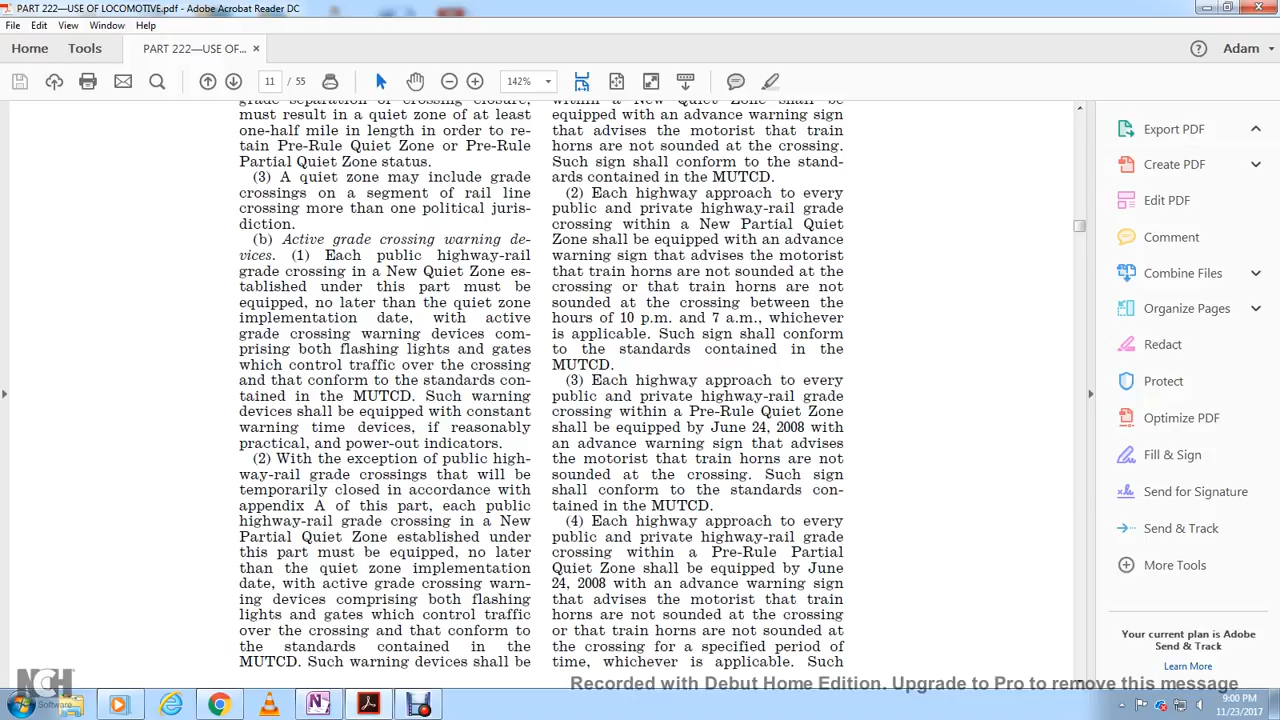 PART 222—USE OF LOCOMOTIVE.pdf - Adobe Acrobat Reader DC
File Edit View Window Help
Home Tools PART 222—USE OF... × Adam
11 / 55 142%
grade separation or crossing closure,
must result in a quiet zone of at least
one-half mile in length in order to re-
tain Pre-Rule Quiet Zone or Pre-Rule
Partial Quiet Zone status.
(3) A quiet zone may include grade
crossings on a segment of rail line
crossing more than one political juris-
diction.
(b) Active grade crossing warning de-
vices. (1) Each public highway-rail
grade crossing in a New Quiet Zone es-
tablished under this part must be
equipped, no later than the quiet zone
implementation date, with active
grade crossing warning devices com-
prising both flashing lights and gates
which control traffic over the crossing
and that conform to the standards con-
tained in the MUTCD. Such warning
devices shall be equipped with constant
warning time devices, if reasonably
practical, and power-out indicators.
(2) With the exception of public high-
way-rail grade crossings that will be
temporarily closed in accordance with
appendix A of this part, each public
highway-rail grade crossing in a New
Partial Quiet Zone established under
this part must be equipped, no later
than the quiet zone implementation
date, with active grade crossing warn-
ing devices comprising both flashing
lights and gates which control traffic
over the crossing and that conform to
the standards contained in the
MUTCD. Such warning devices shall be
within a New Quiet Zone shall be
equipped with an advance warning sign
that advises the motorist that train
horns are not sounded at the crossing.
Such sign shall conform to the stand-
ards contained in the MUTCD.
(2) Each highway approach to every
public and private highway-rail grade
crossing within a New Partial Quiet
Zone shall be equipped with an advance
warning sign that advises the motorist
that train horns are not sounded at the
crossing or that train horns are not
sounded at the crossing between the
hours of 10 p.m. and 7 a.m., whichever
is applicable. Such sign shall conform
to the standards contained in the
MUTCD.
(3) Each highway approach to every
public and private highway-rail grade
crossing within a Pre-Rule Quiet Zone
shall be equipped by June 24, 2008 with
an advance warning sign that advises
the motorist that train horns are not
sounded at the crossing. Such sign
shall conform to the standards con-
tained in the MUTCD.
(4) Each highway approach to every
public and private highway-rail grade
crossing within a Pre-Rule Partial
Quiet Zone shall be equipped by June
24, 2008 with an advance warning sign
that advises the motorist that train
horns are not sounded at the crossing
or that train horns are not sounded at
the crossing for a specified period of
time, whichever is applicable. Such
Export PDF
Create PDF
Edit PDF
Comment
Combine Files
Organize Pages
Redact
Protect
Optimize PDF
Fill & Sign
Send for Signature
Send & Track
More Tools
Your current plan is Adobe
Send & Track
Learn More
Recorded with Debut Home Edition. Upgrade to Pro to remove this message
NCH
Software
9:00 PM
11/23/2017